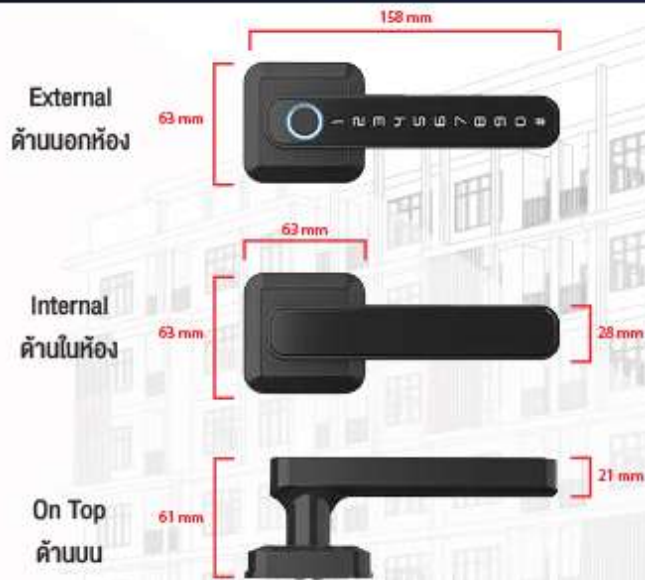 158 mm
External
ด้านนอกห้อง
63 mm
1 2 3 4 5 6 7 8 9 0 #
63 mm
Internal
ด้านในห้อง
63 mm
28 mm
On Top
ด้านบน
61 mm
21 mm